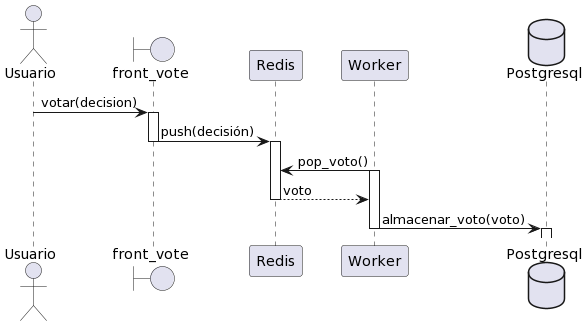 Usuario
front_vote
Redis
Worker
Postgresql
votar(decision)
push(decisión)
pop_voto()
voto
almacenar_voto(voto)
Usuario
front_vote
Redis
Worker
Postgresql